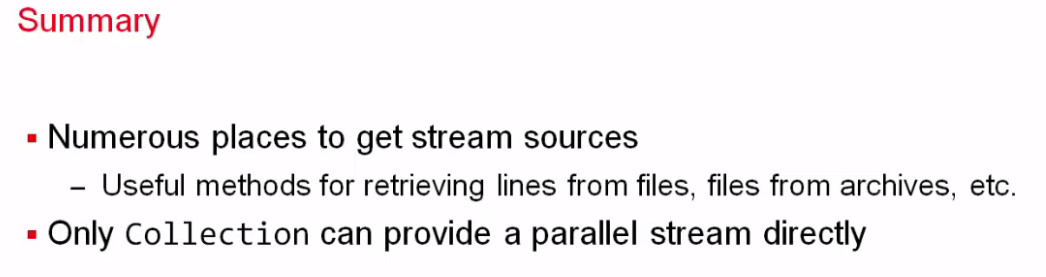 Summary
▪ Numerous places to get stream sources
– Useful methods for retrieving lines from files, files from archives, etc.
▪ Only Collection can provide a parallel stream directly